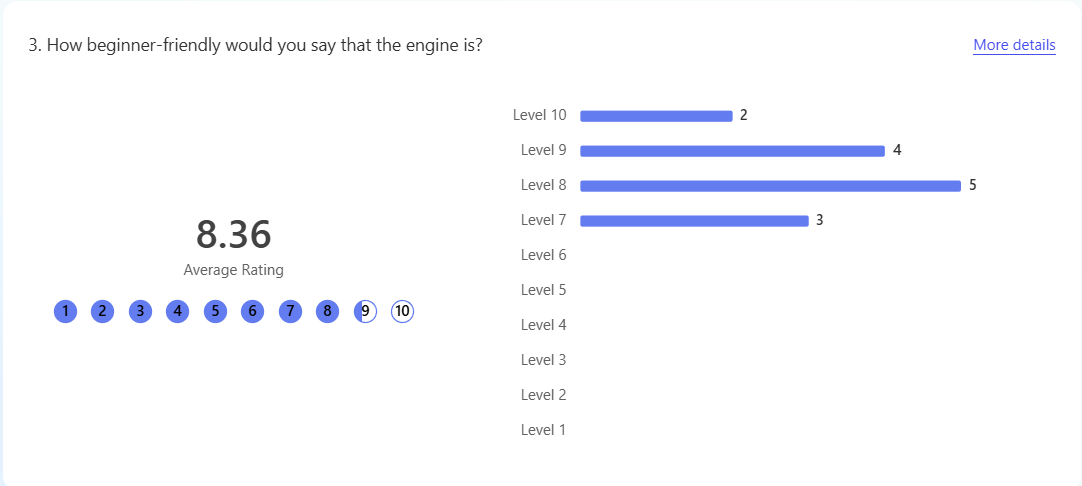 3. How beginner-friendly would you say that the engine is?
More details
8.36
Average Rating
1 2 3 4 5 6 7 8 9 10
Level 10 2
Level 9 4
Level 8 5
Level 7 3
Level 6
Level 5
Level 4
Level 3
Level 2
Level 1